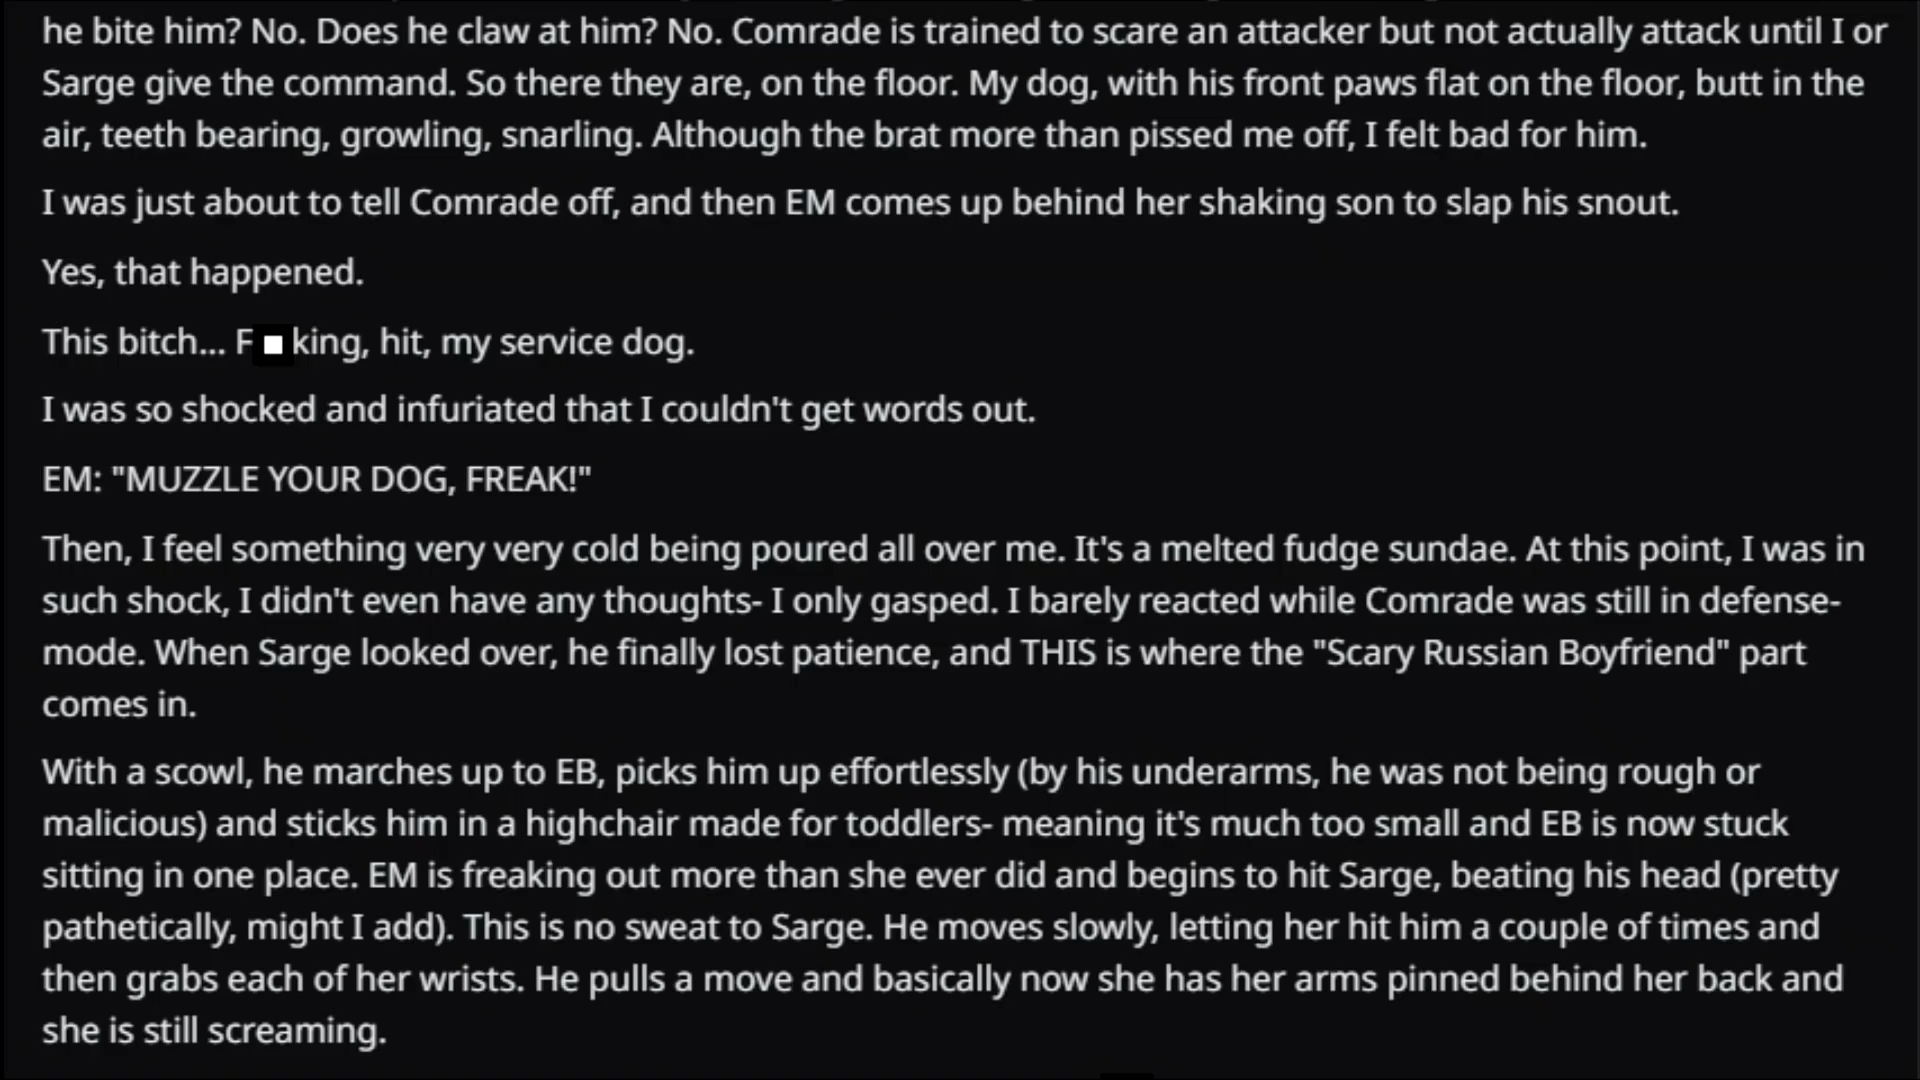 he bite him? No. Does he claw at him? No. Comrade is trained to scare an attacker but not actually attack until I or
Sarge give the command. So there they are, on the floor. My dog, with his front paws flat on the floor, butt in the
air, teeth bearing, growling, snarling. Although the brat more than pissed me off, I felt bad for him.
I was just about to tell Comrade off, and then EM comes up behind her shaking son to slap his snout.
Yes, that happened.
This bitch... F■king, hit, my service dog.
I was so shocked and infuriated that I couldn't get words out.
EM: "MUZZLE YOUR DOG, FREAK!"
Then, I feel something very very cold being poured all over me. It's a melted fudge sundae. At this point, I was in
such shock, I didn't even have any thoughts- I only gasped. I barely reacted while Comrade was still in defense-
mode. When Sarge looked over, he finally lost patience, and THIS is where the "Scary Russian Boyfriend" part
comes in.
With a scowl, he marches up to EB, picks him up effortlessly (by his underarms, he was not being rough or
malicious) and sticks him in a highchair made for toddlers- meaning it's much too small and EB is now stuck
sitting in one place. EM is freaking out more than she ever did and begins to hit Sarge, beating his head (pretty
pathetically, might I add). This is no sweat to Sarge. He moves slowly, letting her hit him a couple of times and
then grabs each of her wrists. He pulls a move and basically now she has her arms pinned behind her back and
she is still screaming.